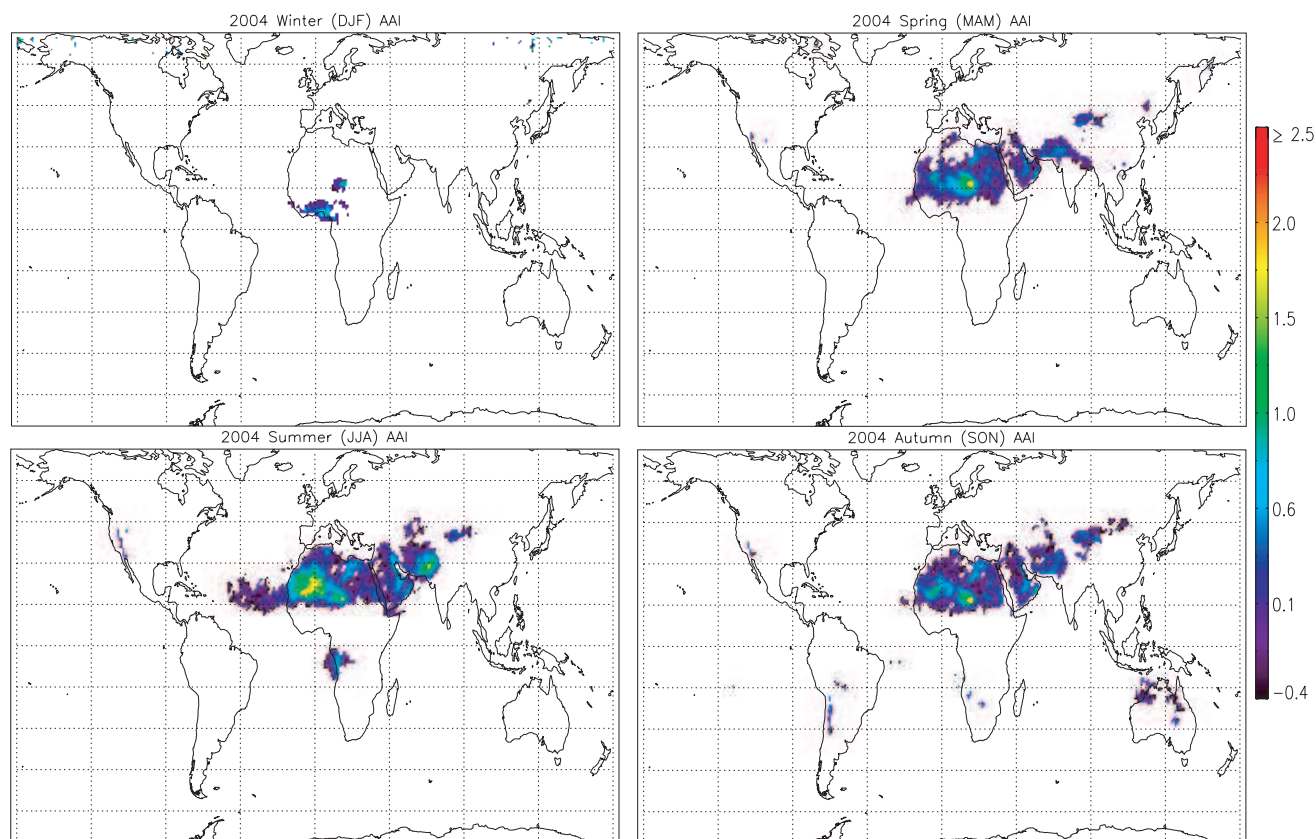 2004 Winter (DJF) AAI
2004 Spring (MAM) AAI
≥ 2.5
2.0
1.5
1.0
0.6
0.1
−0.4
2004 Summer (JJA) AAI
2004 Autumn (SON) AAI